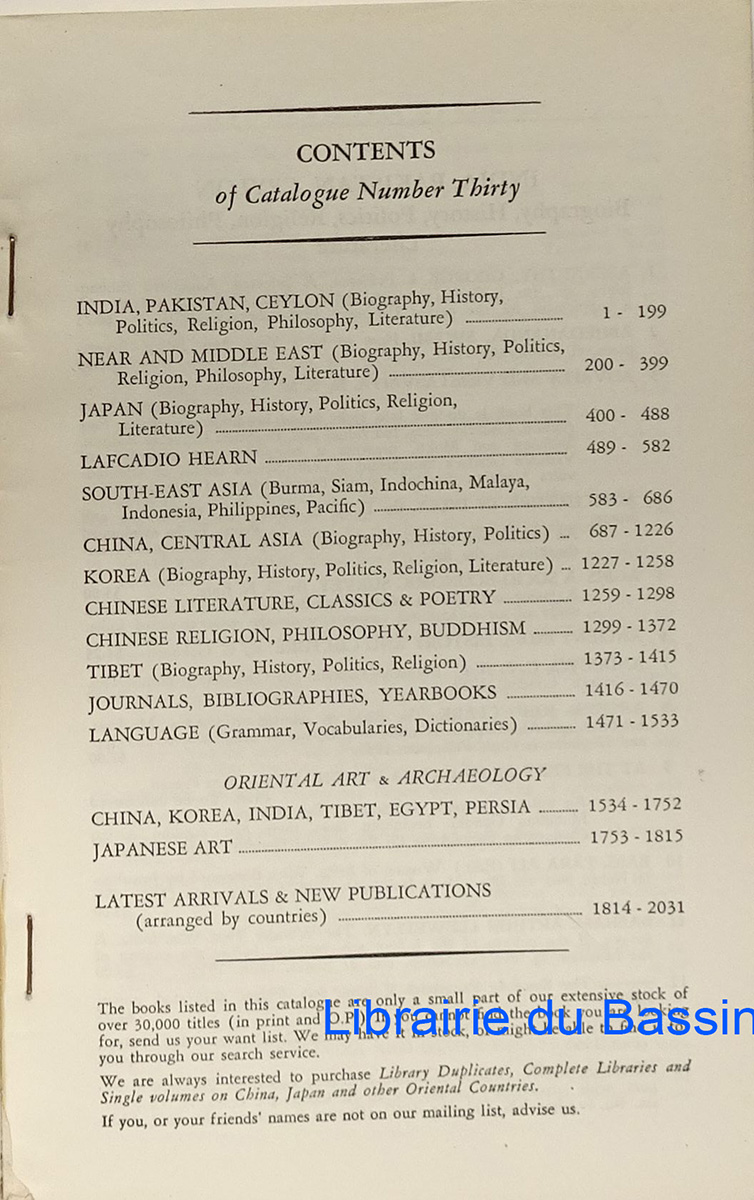 CONTENTS
of Catalogue Number Thirty
INDIA, PAKISTAN, CEYLON (Biography, History,
Politics, Religion, Philosophy, Literature) 1 - 199
NEAR AND MIDDLE EAST (Biography, History, Politics,
Religion, Philosophy, Literature) 200 - 399
JAPAN (Biography, History, Politics, Religion,
Literature) 400 - 488
LAFCADIO HEARN 489 - 582
SOUTH-EAST ASIA (Burma, Siam, Indochina, Malaya,
Indonesia, Philippines, Pacific) 583 - 686
CHINA, CENTRAL ASIA (Biography, History, Politics) 687 - 1226
KOREA (Biography, History, Politics, Religion, Literature) 1227 - 1258
CHINESE LITERATURE, CLASSICS & POETRY 1259 - 1298
CHINESE RELIGION, PHILOSOPHY, BUDDHISM 1299 - 1372
TIBET (Biography, History, Politics, Religion) 1373 - 1415
JOURNALS, BIBLIOGRAPHIES, YEARBOOKS 1416 - 1470
LANGUAGE (Grammar, Vocabularies, Dictionaries) 1471 - 1533
ORIENTAL ART & ARCHAEOLOGY
CHINA, KOREA, INDIA, TIBET, EGYPT, PERSIA 1534 - 1752
JAPANESE ART 1753 - 1815
LATEST ARRIVALS & NEW PUBLICATIONS
(arranged by countries) 1814 - 2031
The books listed in this catalogue are only a small part of our extensive stock of
over 30,000 titles (in print and O.P.) the
for, send us your want list. We may have it in stock, or might be able to
you through our search service.
We are always interested to purchase Library Duplicates, Complete Libraries and
Single volumes on China, Japan and other Oriental Countries.
If you, or your friends' names are not on our mailing list, advise us.
Librairie du Bassin